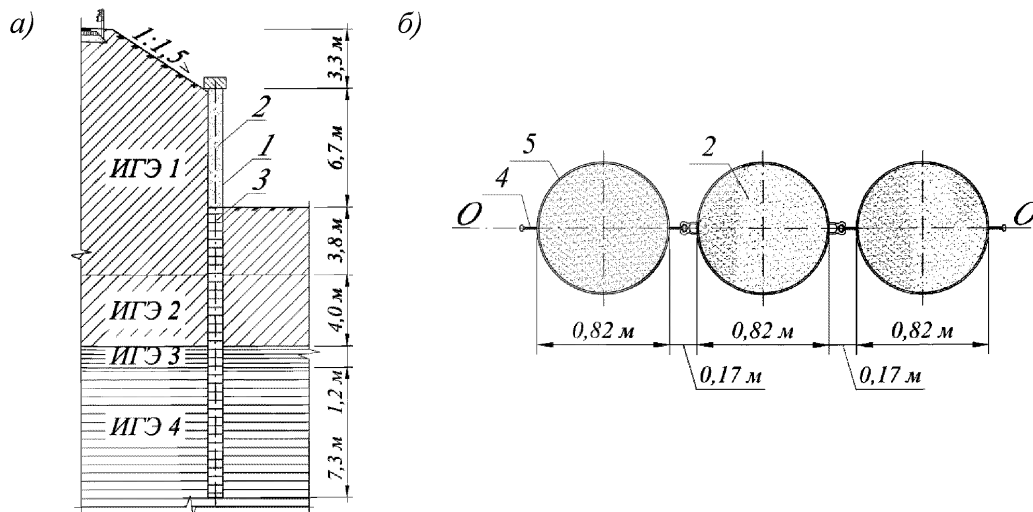 а)
1:1,5
3,3 м
2
6,7 м
1
3
ИГЭ 1
3,8 м
ИГЭ 2
4,0 м
ИГЭ 3
1,2 м
ИГЭ 4
7,3 м
б)
5
2
4
О О
0,82 м 0,82 м 0,82 м
0,17 м 0,17 м